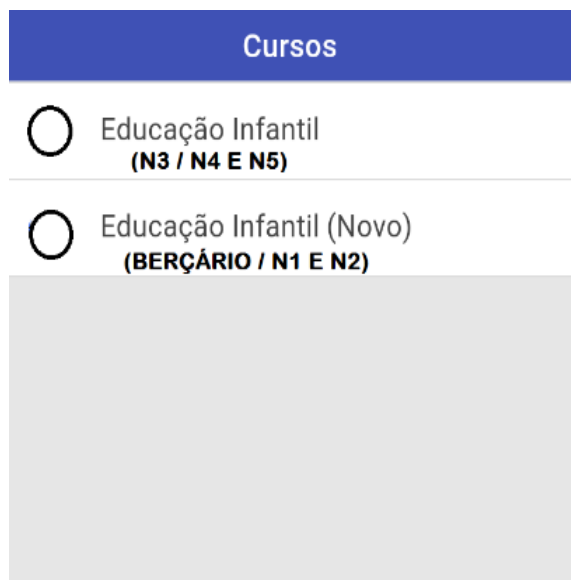 Cursos
Educação Infantil
(N3 / N4 E N5)
Educação Infantil (Novo)
(BERÇÁRIO / N1 E N2)